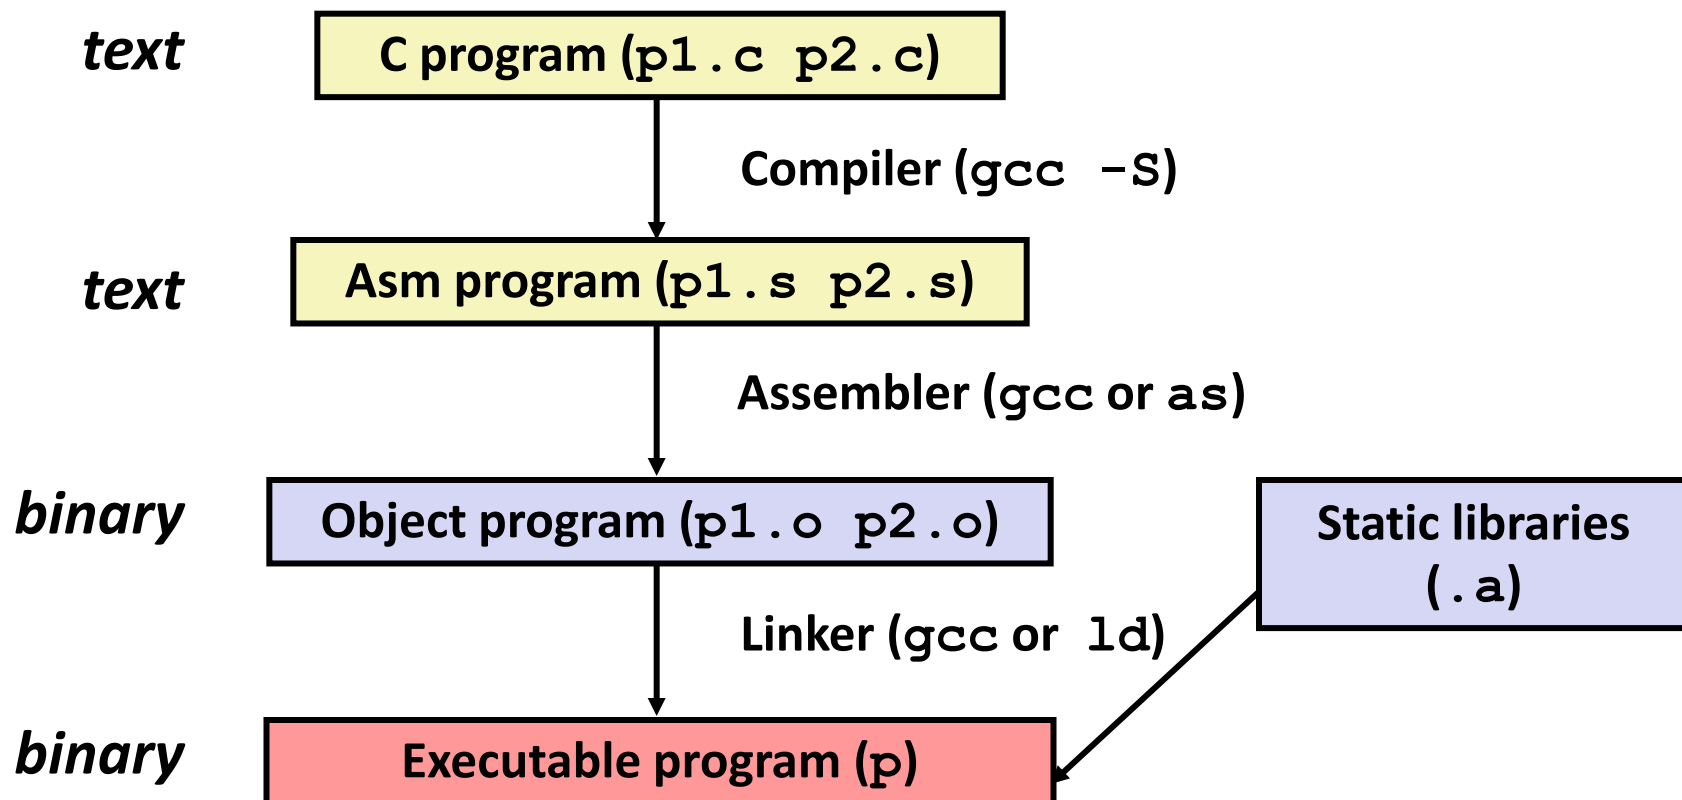 text
C program (p1.c p2.c)
Compiler (gcc -S)
text
Asm program (p1.s p2.s)
Assembler (gcc or as)
binary
Object program (p1.o p2.o)
Static libraries
(.a)
Linker (gcc or ld)
binary
Executable program (p)